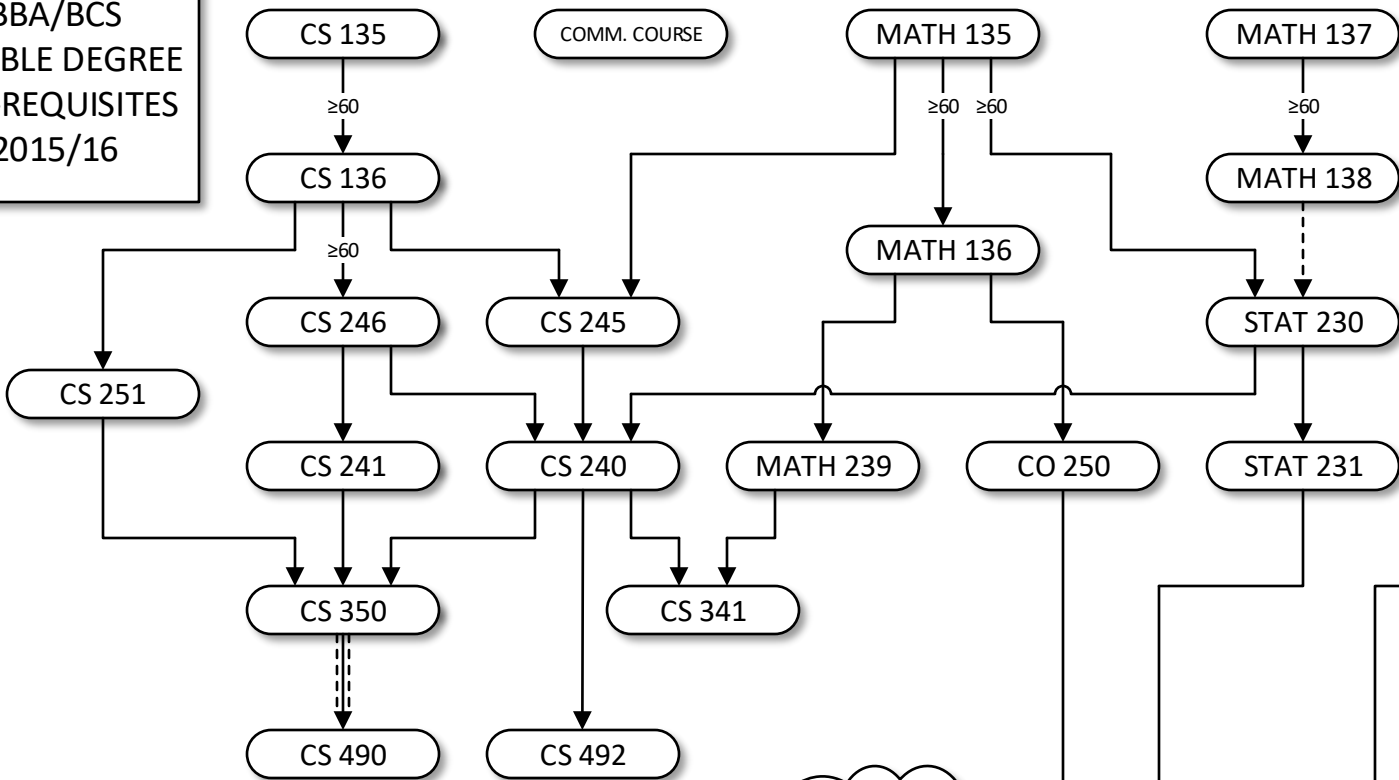 BBA/BCS
BLE DEGREE
REQUISITES
2015/16
CS 135
COMM. COURSE
MATH 135
MATH 137
≥60
≥60
≥60
≥60
CS 136
MATH 138
≥60
MATH 136
CS 246
CS 245
STAT 230
CS 251
CS 241
CS 240
MATH 239
CO 250
STAT 231
CS 350
CS 341
CS 490
CS 492